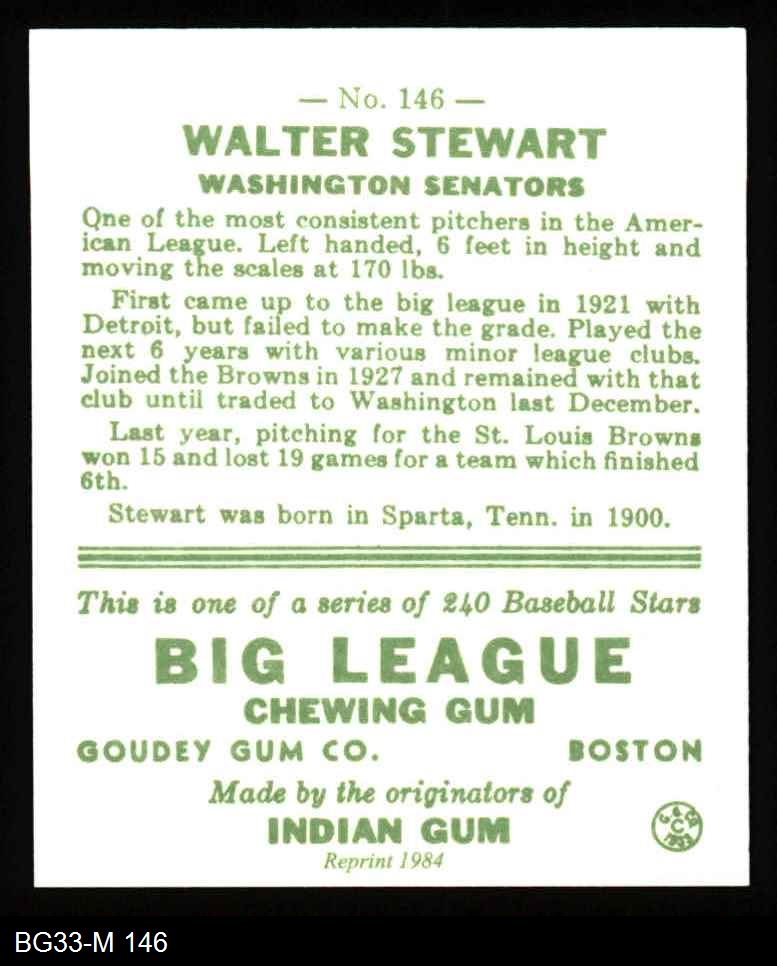 — No. 146 —
WALTER STEWART
WASHINGTON SENATORS
One of the most consistent pitchers in the Amer-
ican League. Left handed, 6 feet in height and
moving the scales at 170 lbs.
First came up to the big league in 1921 with
Detroit, but failed to make the grade. Played the
next 6 years with various minor league clubs.
Joined the Browns in 1927 and remained with that
club until traded to Washington last December.
Last year, pitching for the St. Louis Browns
won 15 and lost 19 games for a team which finished
6th.
Stewart was born in Sparta, Tenn. in 1900.
This is one of a series of 240 Baseball Stars
BIG LEAGUE
CHEWING GUM
GOUDEY GUM CO. BOSTON
Made by the originators of
INDIAN GUM
G. & CO. C 1933
Reprint 1984
BG33-M 146